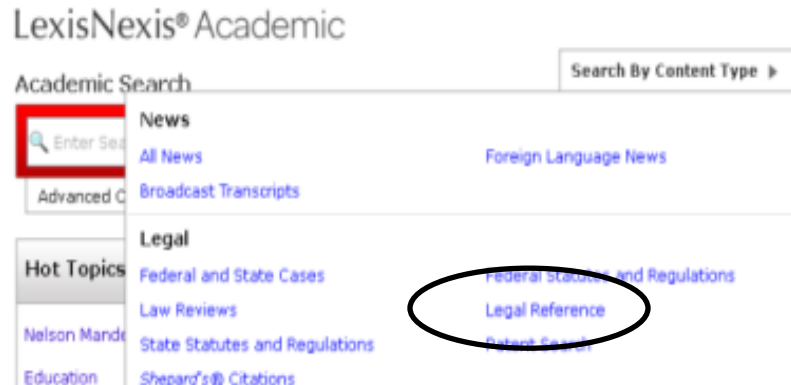 LexisNexis® Academic
Search By Content Type
Academic Search
News
Enter Sea
All News
Foreign Language News
Advanced C
Broadcast Transcripts
Legal
Hot Topics
Federal and State Cases
Federal Statutes and Regulations
Law Reviews
Legal Reference
Nelson Mande
State Statutes and Regulations
Patent Search
Education
Shepard's® Citations